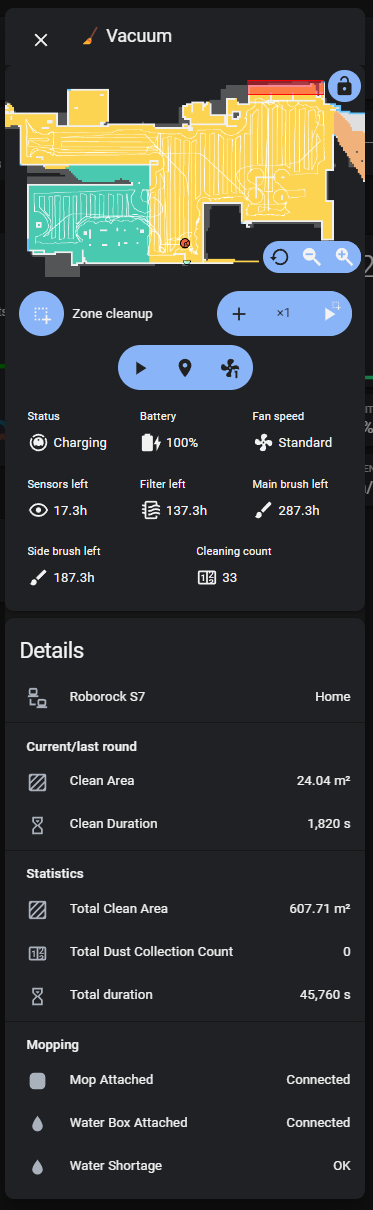 Vacuum
Zone cleanup
×1
1
Status
Battery
Fan speed
Charging
100%
Standard
Sensors left
Filter left
Main brush left
17.3h
137.3h
287.3h
Side brush left
Cleaning count
187.3h
33
Details
Roborock S7
Home
Current/last round
Clean Area
24.04 m²
Clean Duration
1,820 s
Statistics
Total Clean Area
607.71 m²
Total Dust Collection Count
0
Total duration
45,760 s
Mopping
Mop Attached
Connected
Water Box Attached
Connected
Water Shortage
OK